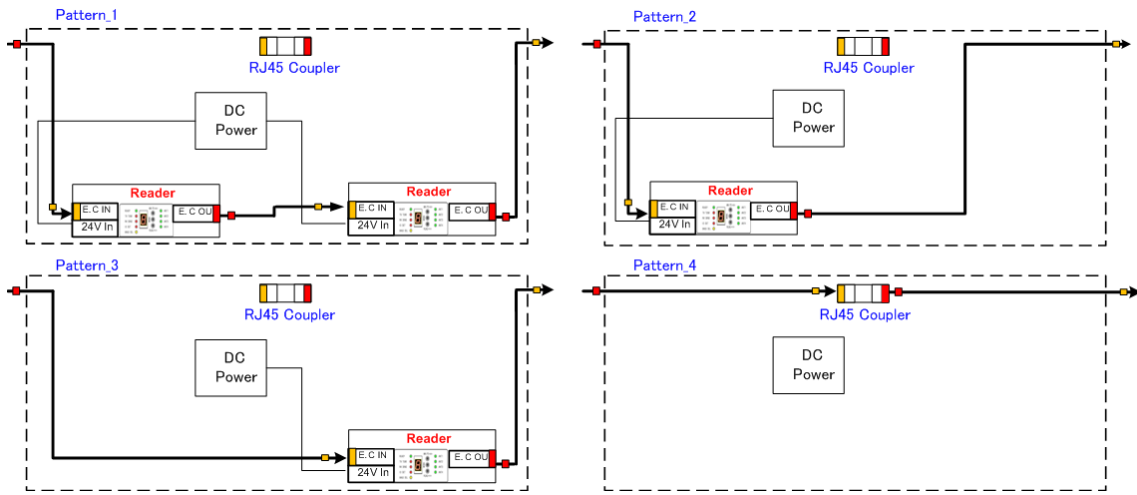 Pattern_1
RJ45 Coupler
DC
Power
Reader
E. C IN
E. C OU
24V In
Reader
E. C IN
E. C OU
24V In
Pattern_2
RJ45 Coupler
DC
Power
Reader
E. C IN
E. C OU
24V In
Pattern_3
RJ45 Coupler
DC
Power
Reader
E. C IN
E. C OU
24V In
Pattern_4
RJ45 Coupler
DC
Power